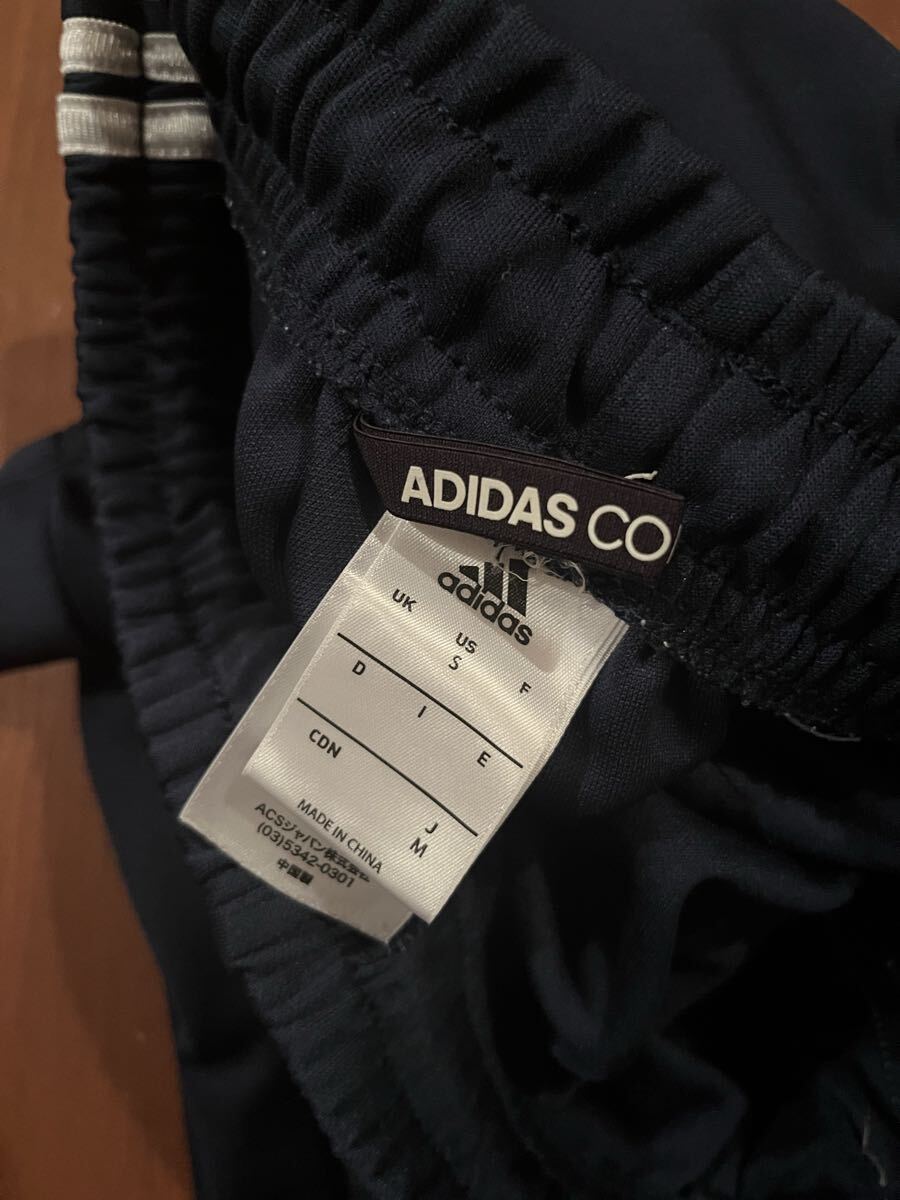 ADIDAS CO
adidas
UK US F
S
D I E
CDN J
M
MADE IN CHINA
ACSジャパン株式会社
(03)5342-0301
中国製